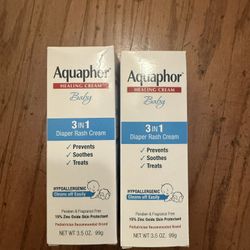 Aquaphor
HEALING CREAM
Baby
3 IN 1
Diaper Rash Cream
✓ Prevents
✓ Soothes
✓ Treats
HYPOALLERGENIC
Cleans off Easily
Paraben & Fragrance Free
15% Zinc Oxide Skin Protectant
Pediatrician Recommended Brand
NET WT 3.5 OZ. 99g
Aquaphor
HEALING CREAM
Baby
3 IN 1
Diaper Rash Cream
✓ Prevents
✓ Soothes
✓ Treats
HYPOALLERGENIC
Cleans off Easily
Paraben & Fragrance Free
15% Zinc Oxide Skin Protectant
Pediatrician Recommended Brand
NET WT 3.5 OZ. 99g